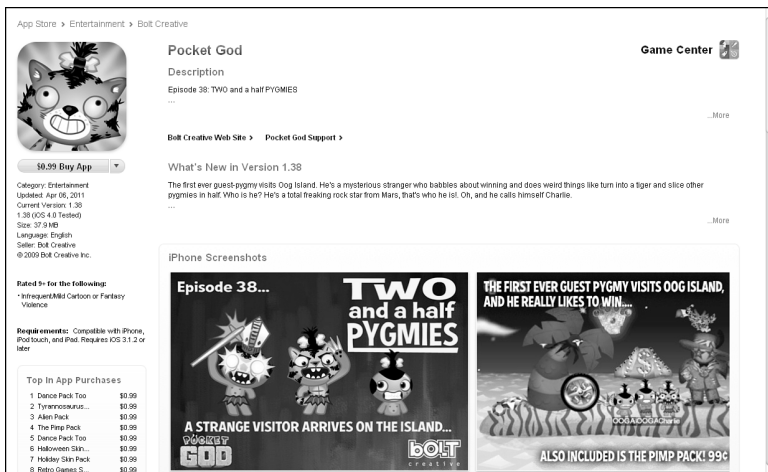 App Store > Entertainment > Bolt Creative
Pocket God
Game Center
Description
Episode 38: TWO and a half PYGMIES
...
...More
Bolt Creative Web Site >
Pocket God Support >
$0.99 Buy App
What's New in Version 1.38
The first ever guest-pygmy visits Oog Island. He's a mysterious stranger who babbles about winning and does weird things like turn into a tiger and slice other
pygmies in half. Who is he? He's a total freaking rock star from Mars, that's who he is!. Oh, and he calls himself Charlie.
...
...More
Category: Entertainment
Updated: Apr 06, 2011
Current Version: 1.38
1.38 (iOS 4.0 Tested)
Size: 37.9 MB
Language: English
Seller: Bolt Creative
© 2009 Bolt Creative Inc.
Rated 9+ for the following:
• Infrequent/Mild Cartoon or Fantasy
Violence
Requirements: Compatible with iPhone,
iPod touch, and iPad. Requires iOS 3.1.2 or
later
Top In App Purchases
1 Dance Pack Too $0.99
2 Tyrannosaurus... $0.99
3 Alien Pack $0.99
4 The Pimp Pack $0.99
5 Dance Pack Too $0.99
6 Halloween Skin... $0.99
7 Holiday Skin Pack $0.99
8 Retro Games S... $0.99
iPhone Screenshots
Episode 38...
TWO
and a half
PYGMIES
A STRANGE VISITOR ARRIVES ON THE ISLAND...
POCKET
GOD
bolt
creative
THE FIRST EVER GUEST PYGMY VISITS OOG ISLAND,
AND HE REALLY LIKES TO WIN....
OOGA
OOGA
Charlie
ALSO INCLUDED IS THE PIMP PACK! 99¢